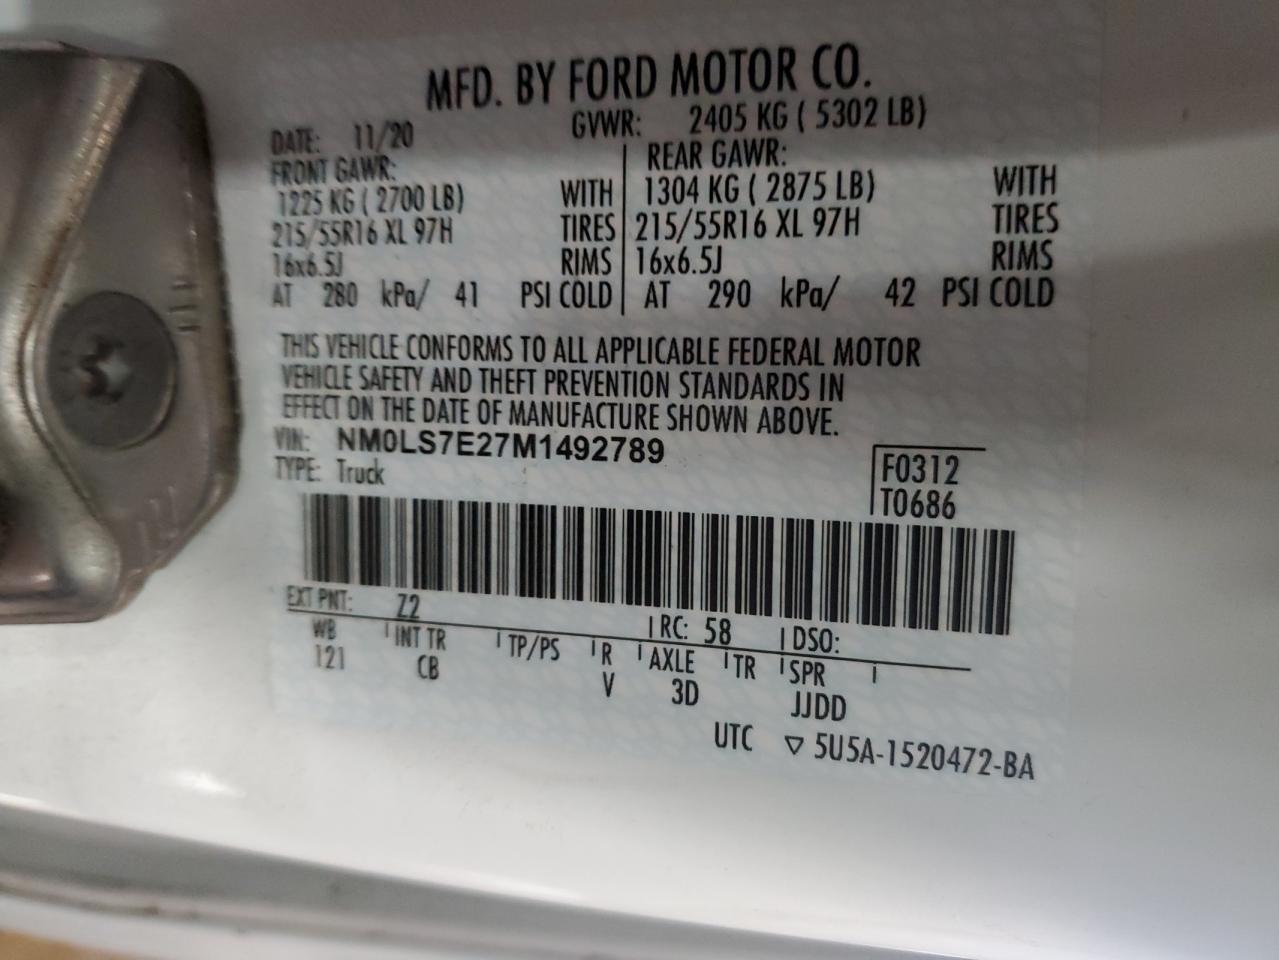 MFD. BY FORD MOTOR CO.
DATE: 11/20 GVWR: 2405 KG ( 5302 LB)
FRONT GAWR: REAR GAWR:
1225 KG ( 2700 LB) WITH 1304 KG ( 2875 LB) WITH
215/55R16 XL 97H TIRES 215/55R16 XL 97H TIRES
16x6.5J RIMS 16x6.5J RIMS
AT 280 kPa/ 41 PSI COLD AT 290 kPa/ 42 PSI COLD
THIS VEHICLE CONFORMS TO ALL APPLICABLE FEDERAL MOTOR
VEHICLE SAFETY AND THEFT PREVENTION STANDARDS IN
EFFECT ON THE DATE OF MANUFACTURE SHOWN ABOVE.
VIN: NM0LS7E27M1492789
TYPE: Truck
F0312
T0686
EXT PNT: Z2 RC: 58 DSO:
WB INT TR TP/PS R AXLE TR SPR
121 CB V 3D JJDD
UTC ▽ 5U5A-1520472-BA